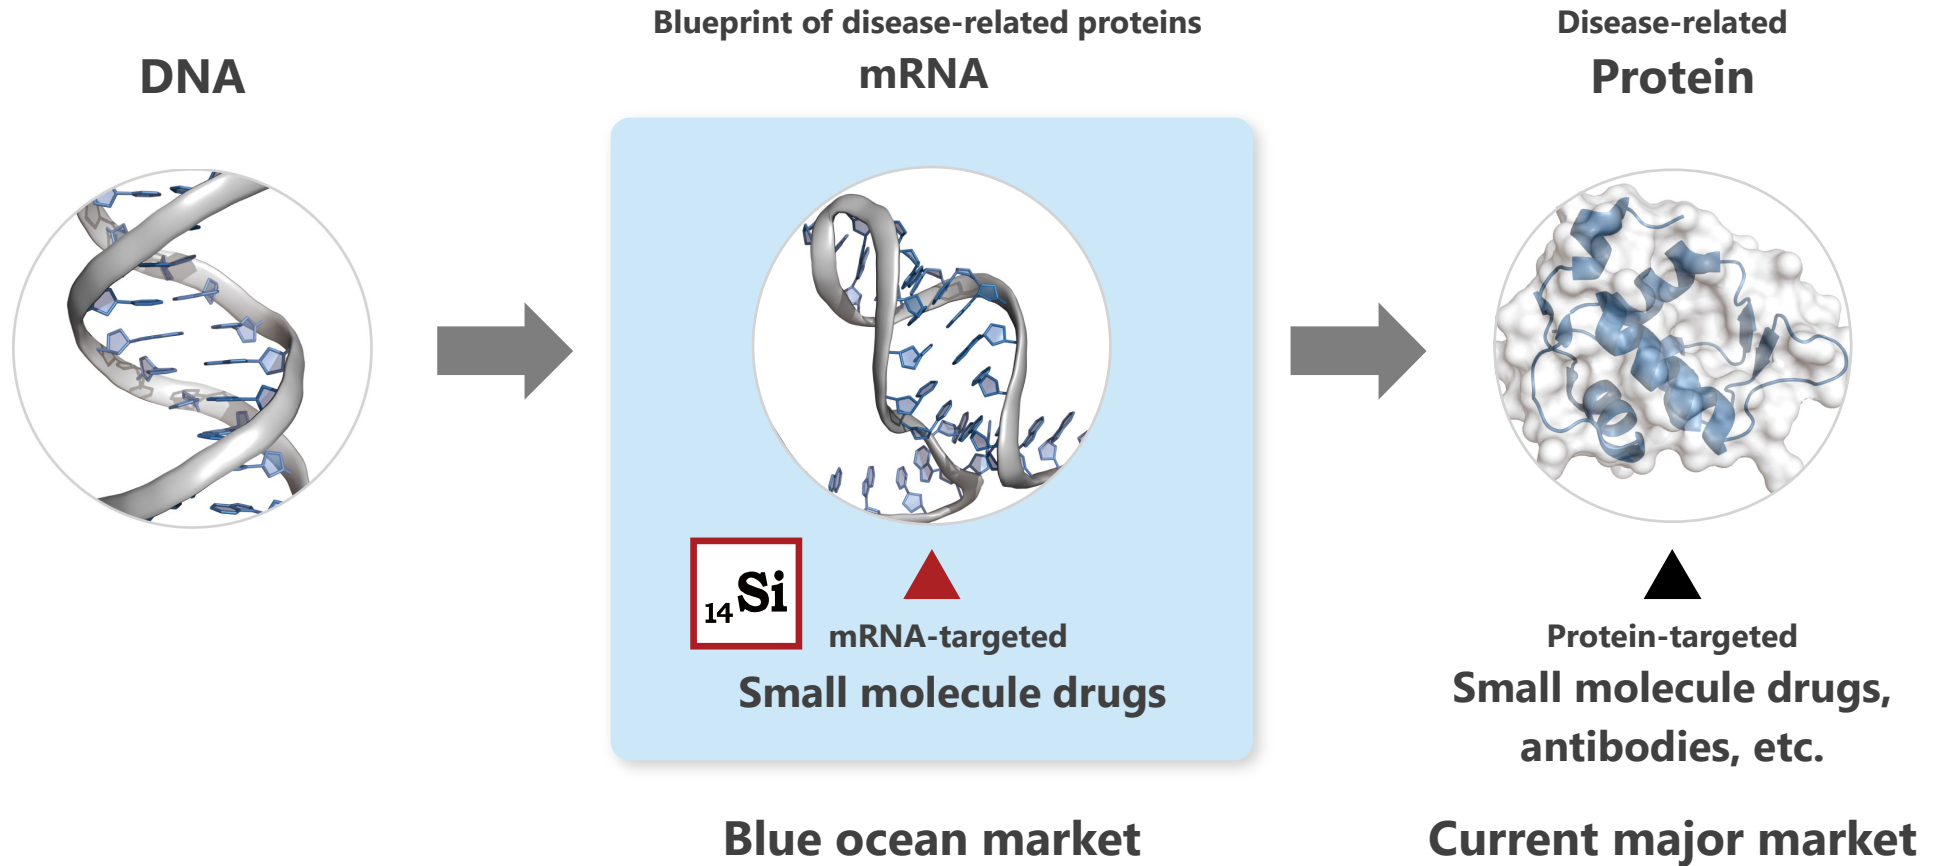 DNA
Blueprint of disease-related proteins
mRNA
14Si
mRNA-targeted
Small molecule drugs
Blue ocean market
Disease-related
Protein
Protein-targeted
Small molecule drugs,
antibodies, etc.
Current major market